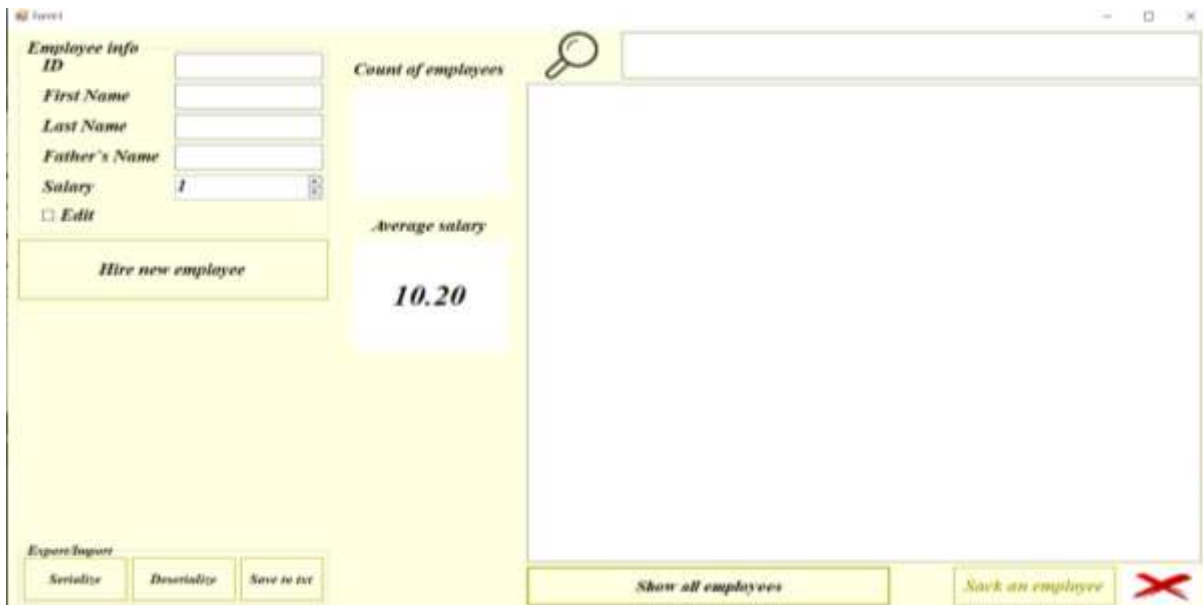 Form1
Employee info
ID
First Name
Last Name
Father's Name
Salary
1
Edit
Hire new employee
Count of employees
Average salary
10.20
Export/Import
Serialize
Deserialize
Save to txt
Show all employees
Sack an employee